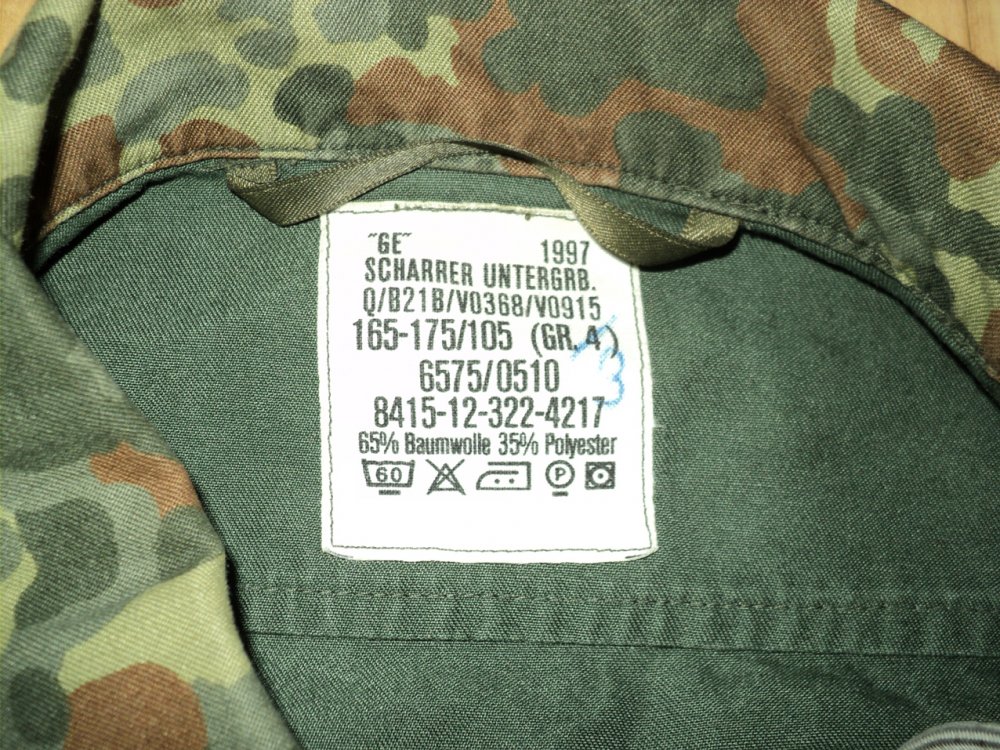 "GE" 1997
SCHARRER UNTERGRB.
Q/B21B/V0368/V0915
165-175/105 (GR. 4)
6575/0510
8415-12-322-4217
65% Baumwolle 35% Polyester
60 P